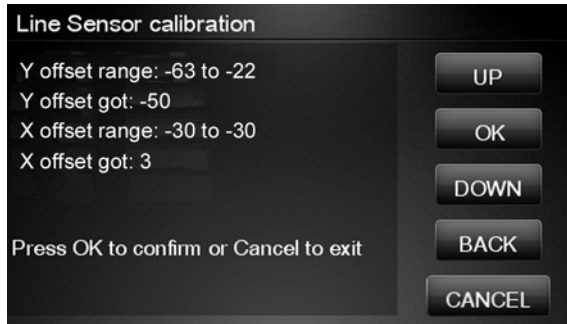 Line Sensor calibration
Y offset range: -63 to -22
Y offset got: -50
X offset range: -30 to -30
X offset got: 3
Press OK to confirm or Cancel to exit
UP
OK
DOWN
BACK
CANCEL